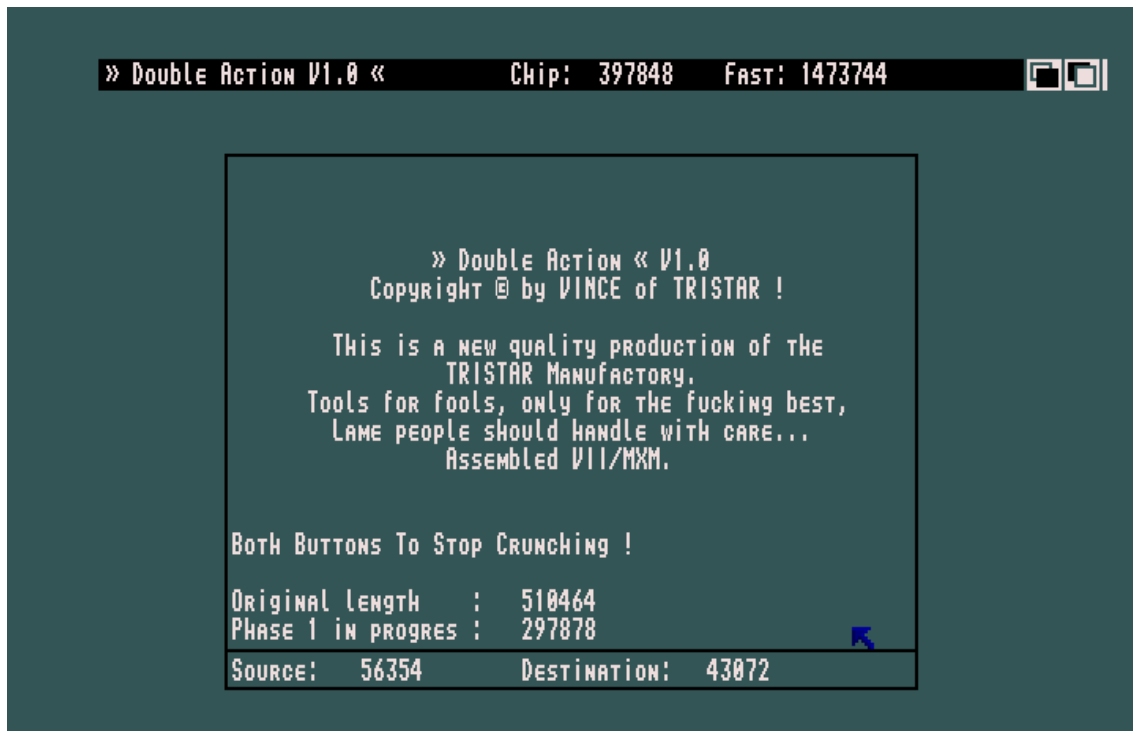 » Double Action V1.0 « Chip: 397848 Fast: 1473744
» Double Action « V1.0
Copyright © by VINCE of TRISTAR !
This is a new quality production of the
TRISTAR Manufactory.
Tools for fools, only for the fucking best,
Lame people should handle with care...
Assembled VII/MXM.
Both Buttons To Stop Crunching !
Original length : 510464
Phase 1 in progres : 297878
Source: 56354 Destination: 43072